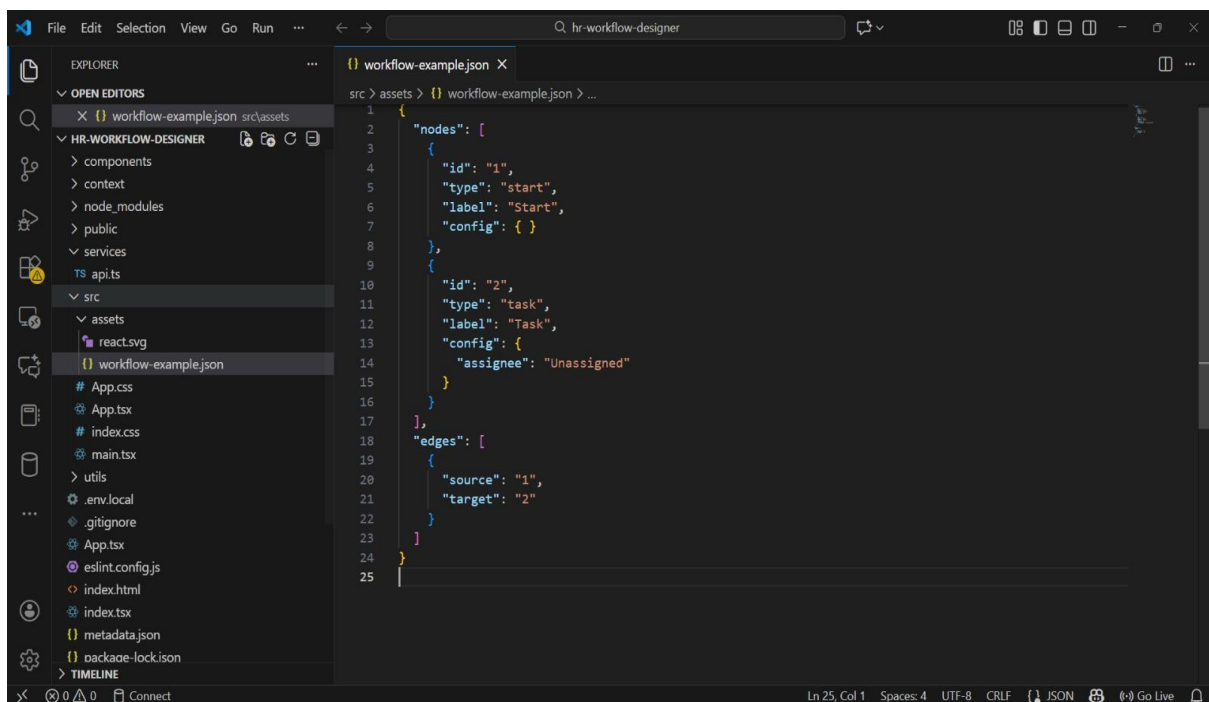 File Edit Selection View Go Run ··· hr-workflow-designer
EXPLORER ···
OPEN EDITORS
{} workflow-example.json src\assets
HR-WORKFLOW-DESIGNER
components
context
node_modules
public
services
TS api.ts
src
assets
react.svg
{} workflow-example.json
# App.css
App.tsx
# index.css
main.tsx
utils
.env.local
.gitignore
App.tsx
eslint.config.js
<> index.html
index.tsx
{} metadata.json
{} package-lock.json
TIMELINE
{} workflow-example.json
src > assets > {} workflow-example.json > ...
1 {
2 "nodes": [
3 {
4 "id": "1",
5 "type": "start",
6 "label": "Start",
7 "config": { }
8 },
9 {
10 "id": "2",
11 "type": "task",
12 "label": "Task",
13 "config": {
14 "assignee": "Unassigned"
15 }
16 }
17 ],
18 "edges": [
19 {
20 "source": "1",
21 "target": "2"
22 }
23 ]
24 }
25
0 0 Connect Ln 25, Col 1 Spaces: 4 UTF-8 CRLF {} JSON Go Live